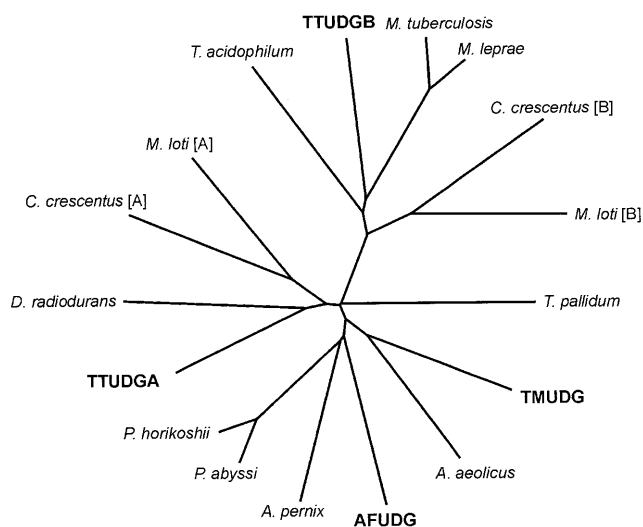 TTUDGB
M. tuberculosis
T. acidophilum
M. leprae
C. crescentus [B]
M. loti [A]
C. crescentus [A]
M. loti [B]
D. radiodurans
T. pallidum
TTUDGA
TMUDG
P. horikoshii
P. abyssi
A. aeolicus
A. pernix
AFUDG